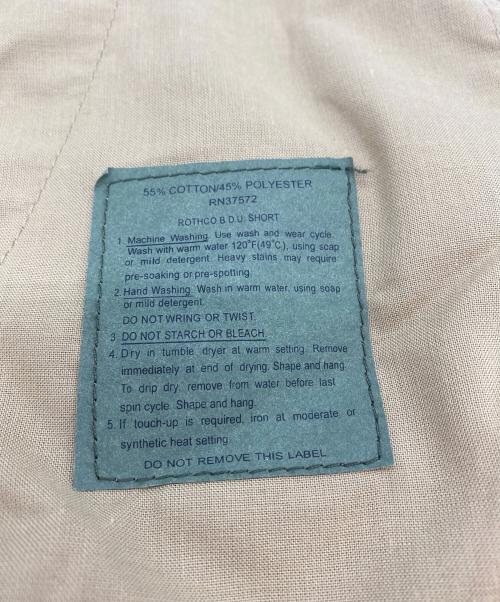 55% COTTON/45% POLYESTER
RN37572
ROTHCO B.D.U. SHORT
1. Machine Washing. Use wash and wear cycle.
Wash with warm water 120°F(49°C), using soap
or mild detergent. Heavy stains may require
pre-soaking or pre-spotting.
2. Hand Washing. Wash in warm water, using soap
or mild detergent.
DO NOT WRING OR TWIST.
3. DO NOT STARCH OR BLEACH.
4. Dry in tumble dryer at warm setting. Remove
immediately at end of drying. Shape and hang.
To drip dry, remove from water before last
spin cycle. Shape and hang.
5. If touch-up is required, iron at moderate or
synthetic heat setting.
DO NOT REMOVE THIS LABEL